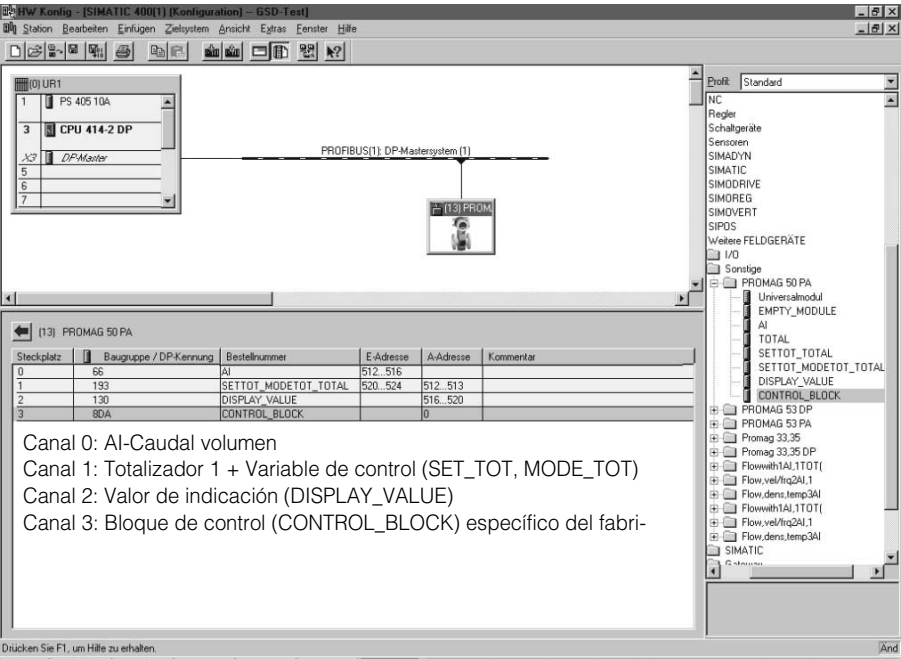 HW Konfig - [SIMATIC 400(1) (Konfiguration) -- GSD-Test]
Station Bearbeiten Einfügen Zielsystem Ansicht Extras Fenster Hilfe
(0) UR1
1 PS 405 10A
3 CPU 414-2 DP
X3 DP-Master
5
6
7
PROFIBUS(1): DP-Mastersystem (1)
(13) PROM
Profil: Standard
NC
Regler
Schaltgeräte
Sensoren
SIMADYN
SIMATIC
SIMODRIVE
SIMOREG
SIMOVERT
SIPOS
Weitere FELDGERÄTE
I/O
Sonstige
PROMAG 50 PA
Universalmodul
EMPTY_MODULE
AI
TOTAL
SETTOT_TOTAL
SETTOT_MODETOT_TOTAL
DISPLAY_VALUE
CONTROL_BLOCK
PROMAG 53 DP
PROMAG 53 PA
Promag 33,35
Promag 33,35 DP
Flowwith1AI,1TOT(
Flow,vel/frq2AI,1
Flow,dens,temp3AI
Flowwith1AI,1TOT(
Flow,vel/frq2AI,1
Flow,dens,temp3AI
SIMATIC
(13) PROMAG 50 PA
Steckplatz Baugruppe / DP-Kennung Bestellnummer E-Adresse A-Adresse Kommentar
0 66 AI 512...516
1 193 SETTOT_MODETOT_TOTAL 520...524 512...513
2 130 DISPLAY_VALUE 516...520
3 8DA CONTROL_BLOCK 0
Canal 0: AI-Caudal volumen
Canal 1: Totalizador 1 + Variable de control (SET_TOT, MODE_TOT)
Canal 2: Valor de indicación (DISPLAY_VALUE)
Canal 3: Bloque de control (CONTROL_BLOCK) específico del fabri-
Drücken Sie F1, um Hilfe zu erhalten.
Änd